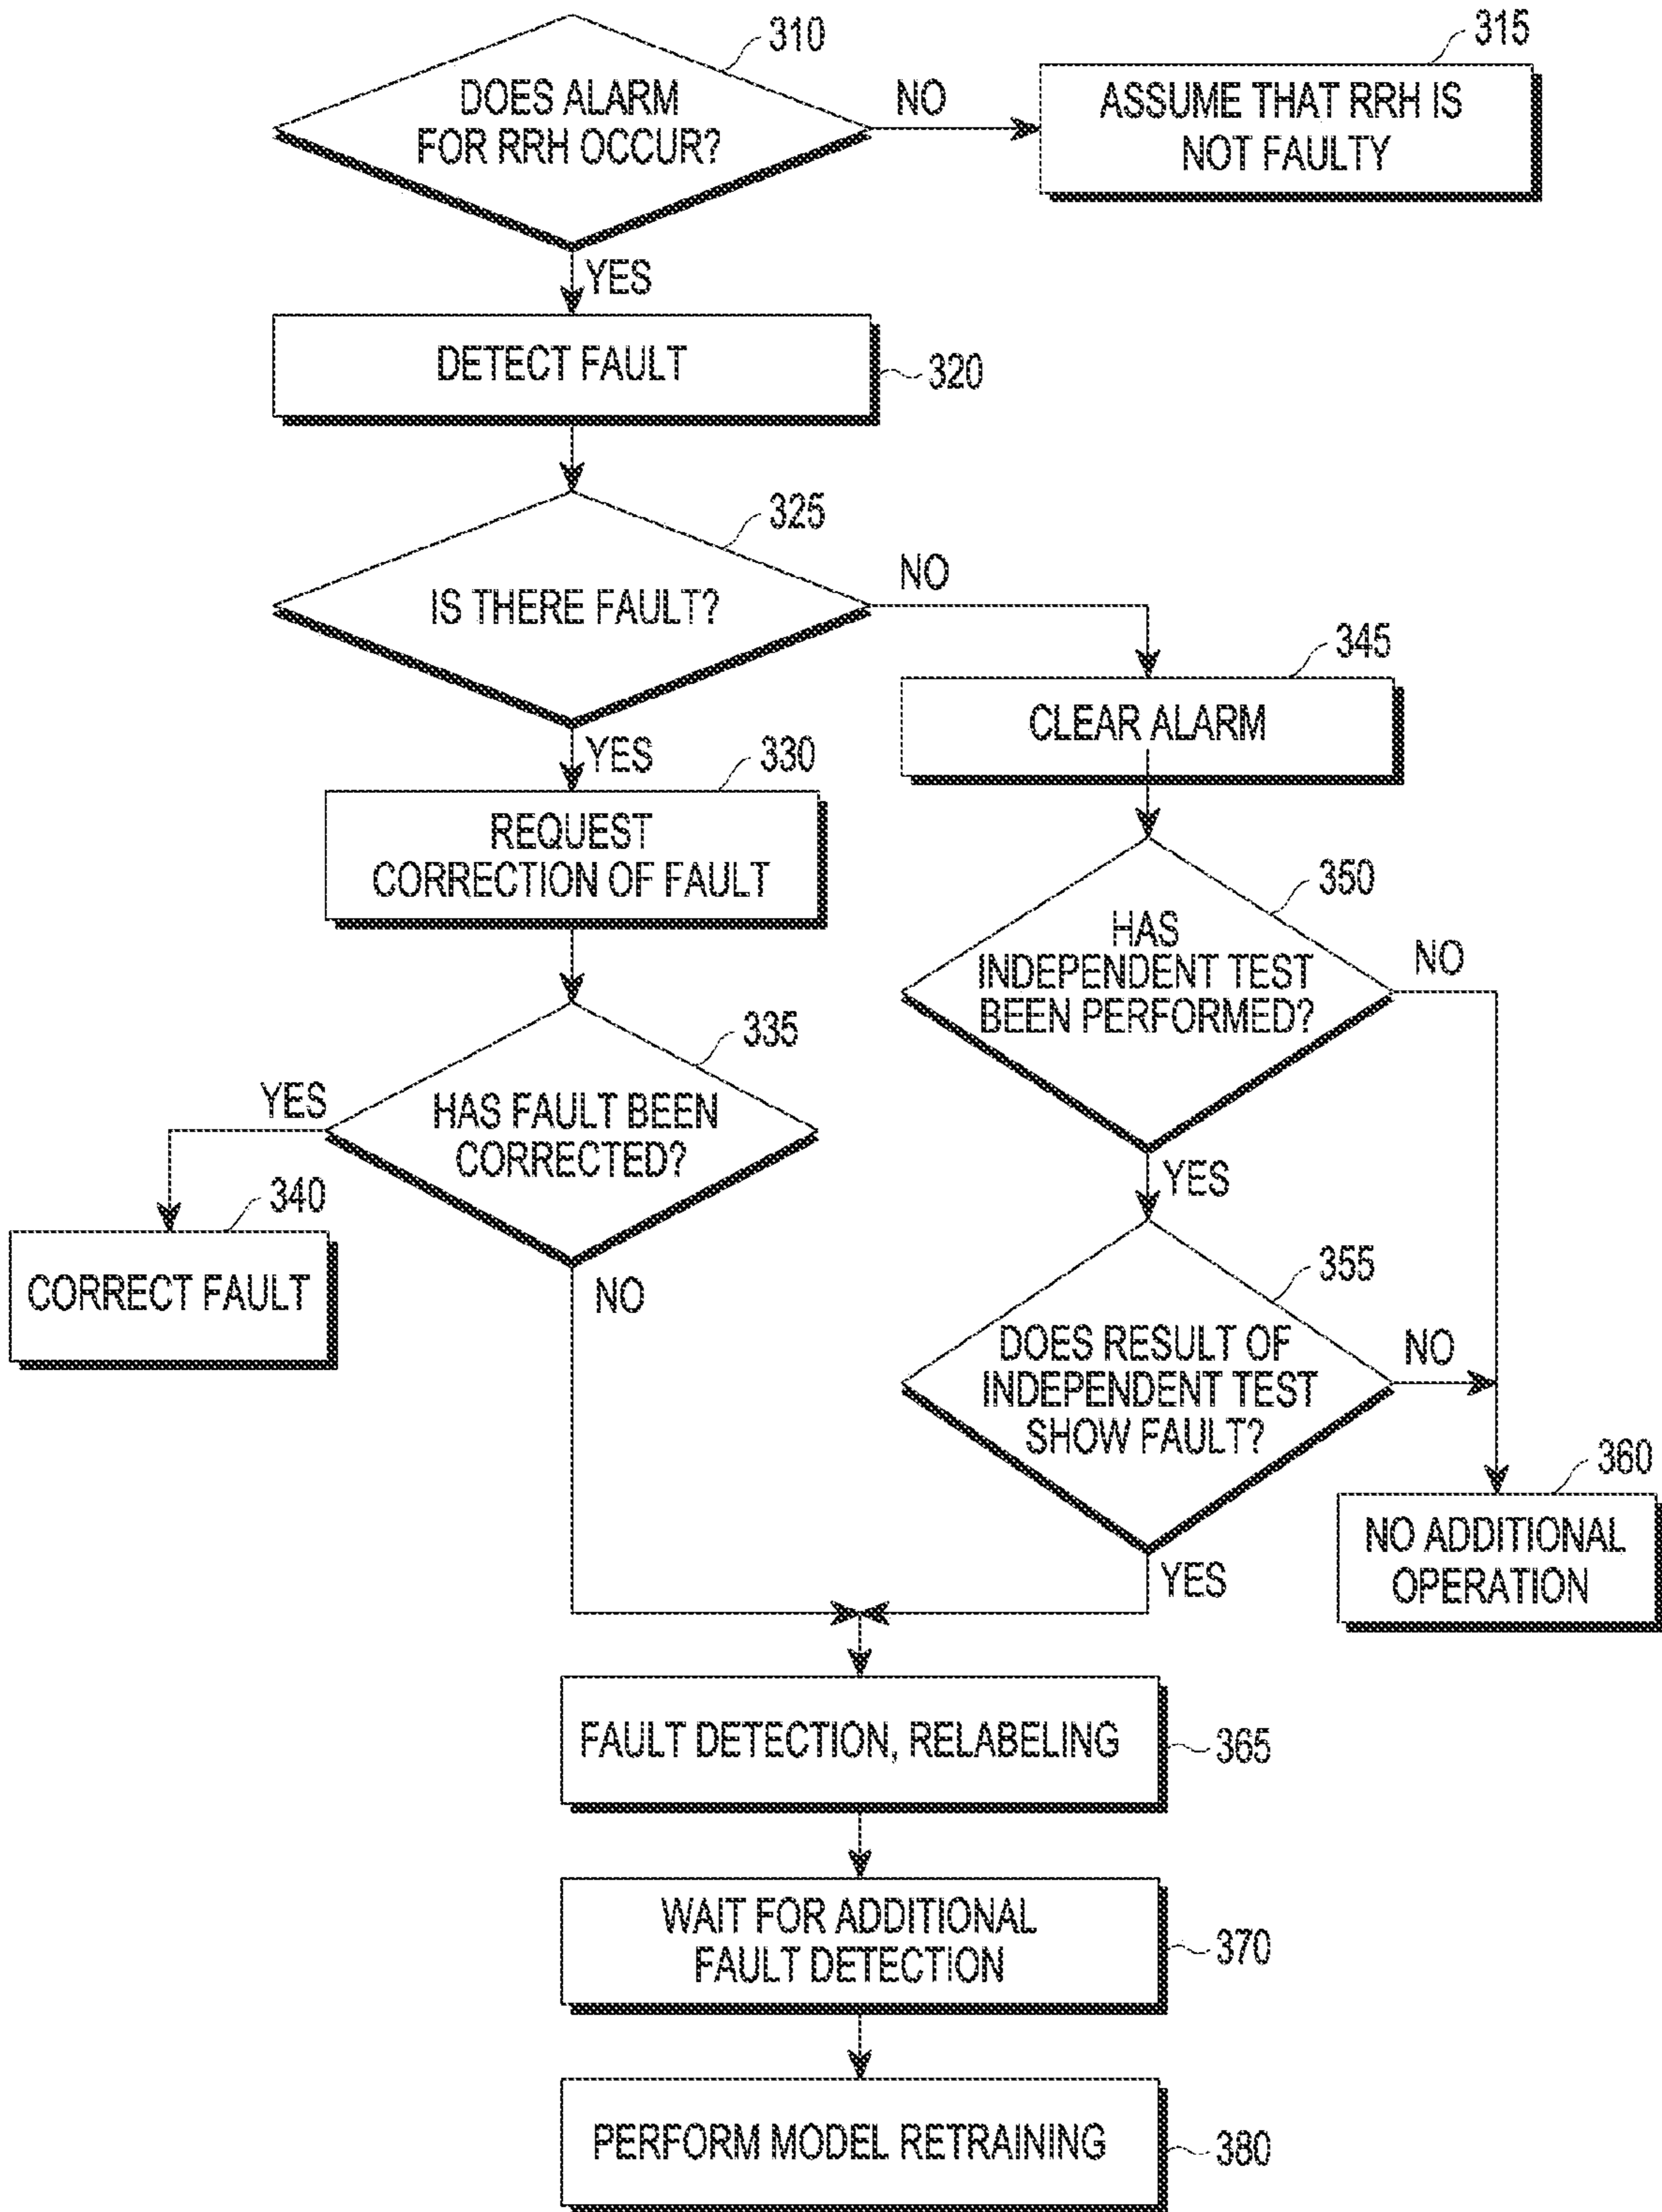 310
DOES ALARM
FOR RRH OCCUR?
NO
315
ASSUME THAT RRH IS
NOT FAULTY
YES
DETECT FAULT
320
325
IS THERE FAULT?
NO
345
CLEAR ALARM
YES
330
REQUEST
CORRECTION OF FAULT
350
HAS
INDEPENDENT TEST
BEEN PERFORMED?
NO
335
YES
HAS FAULT BEEN
CORRECTED?
YES
340
CORRECT FAULT
NO
355
DOES RESULT OF
INDEPENDENT TEST
SHOW FAULT?
NO
360
NO ADDITIONAL
OPERATION
YES
FAULT DETECTION, RELABELING
365
WAIT FOR ADDITIONAL
FAULT DETECTION
370
PERFORM MODEL RETRAINING
380